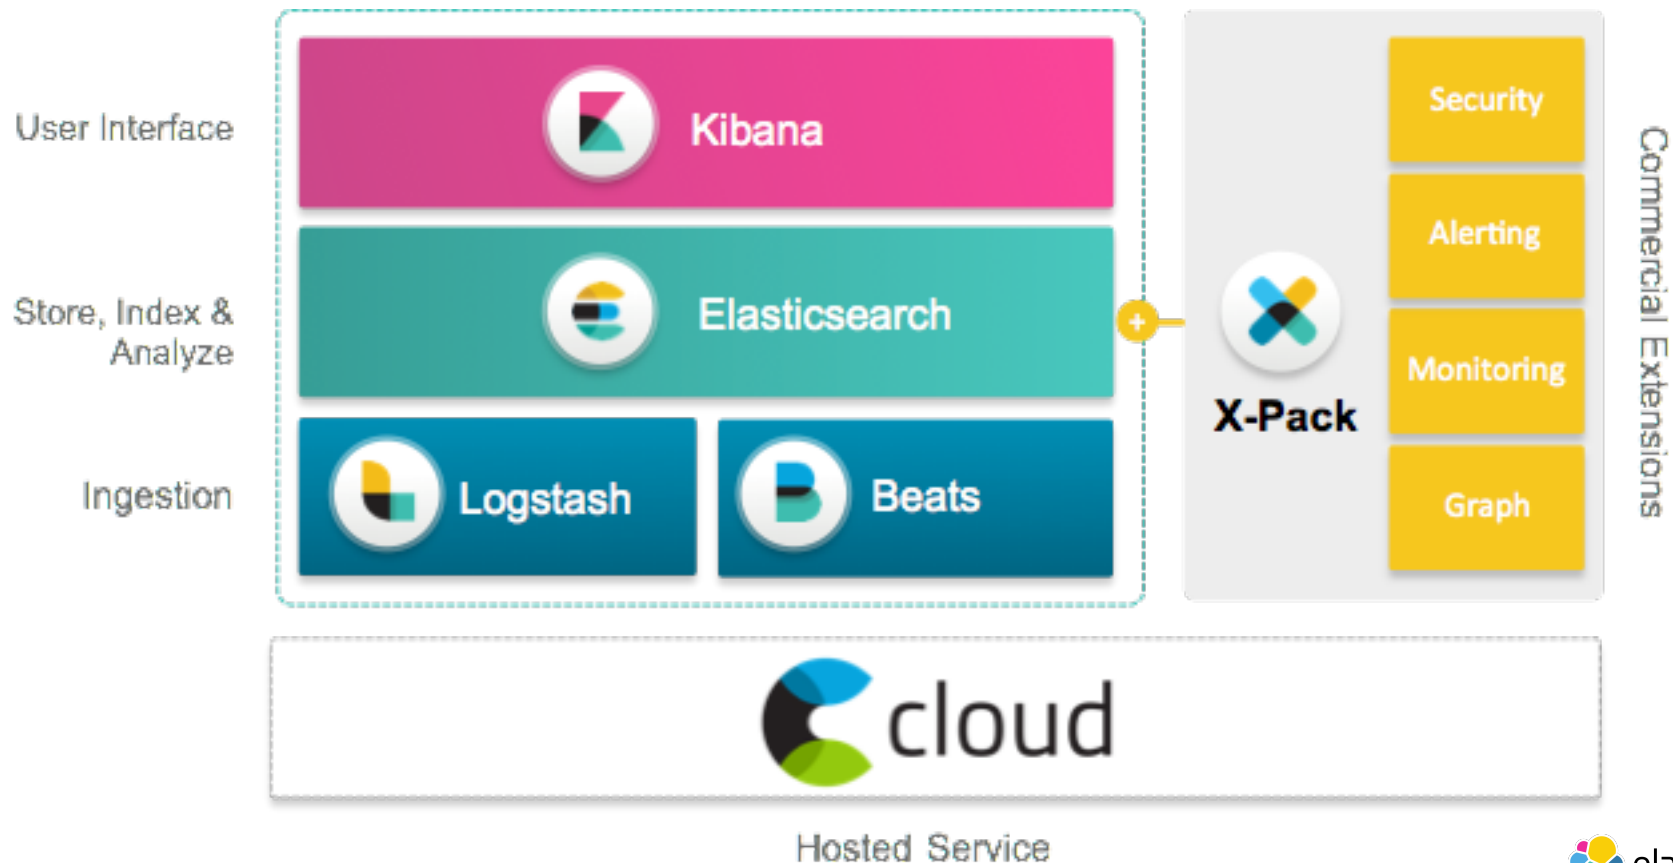 User Interface
Kibana
Store, Index &
Analyze
Elasticsearch
Ingestion
Logstash
Beats
+
X-Pack
Security
Alerting
Monitoring
Graph
Commercial Extensions
cloud
Hosted Service